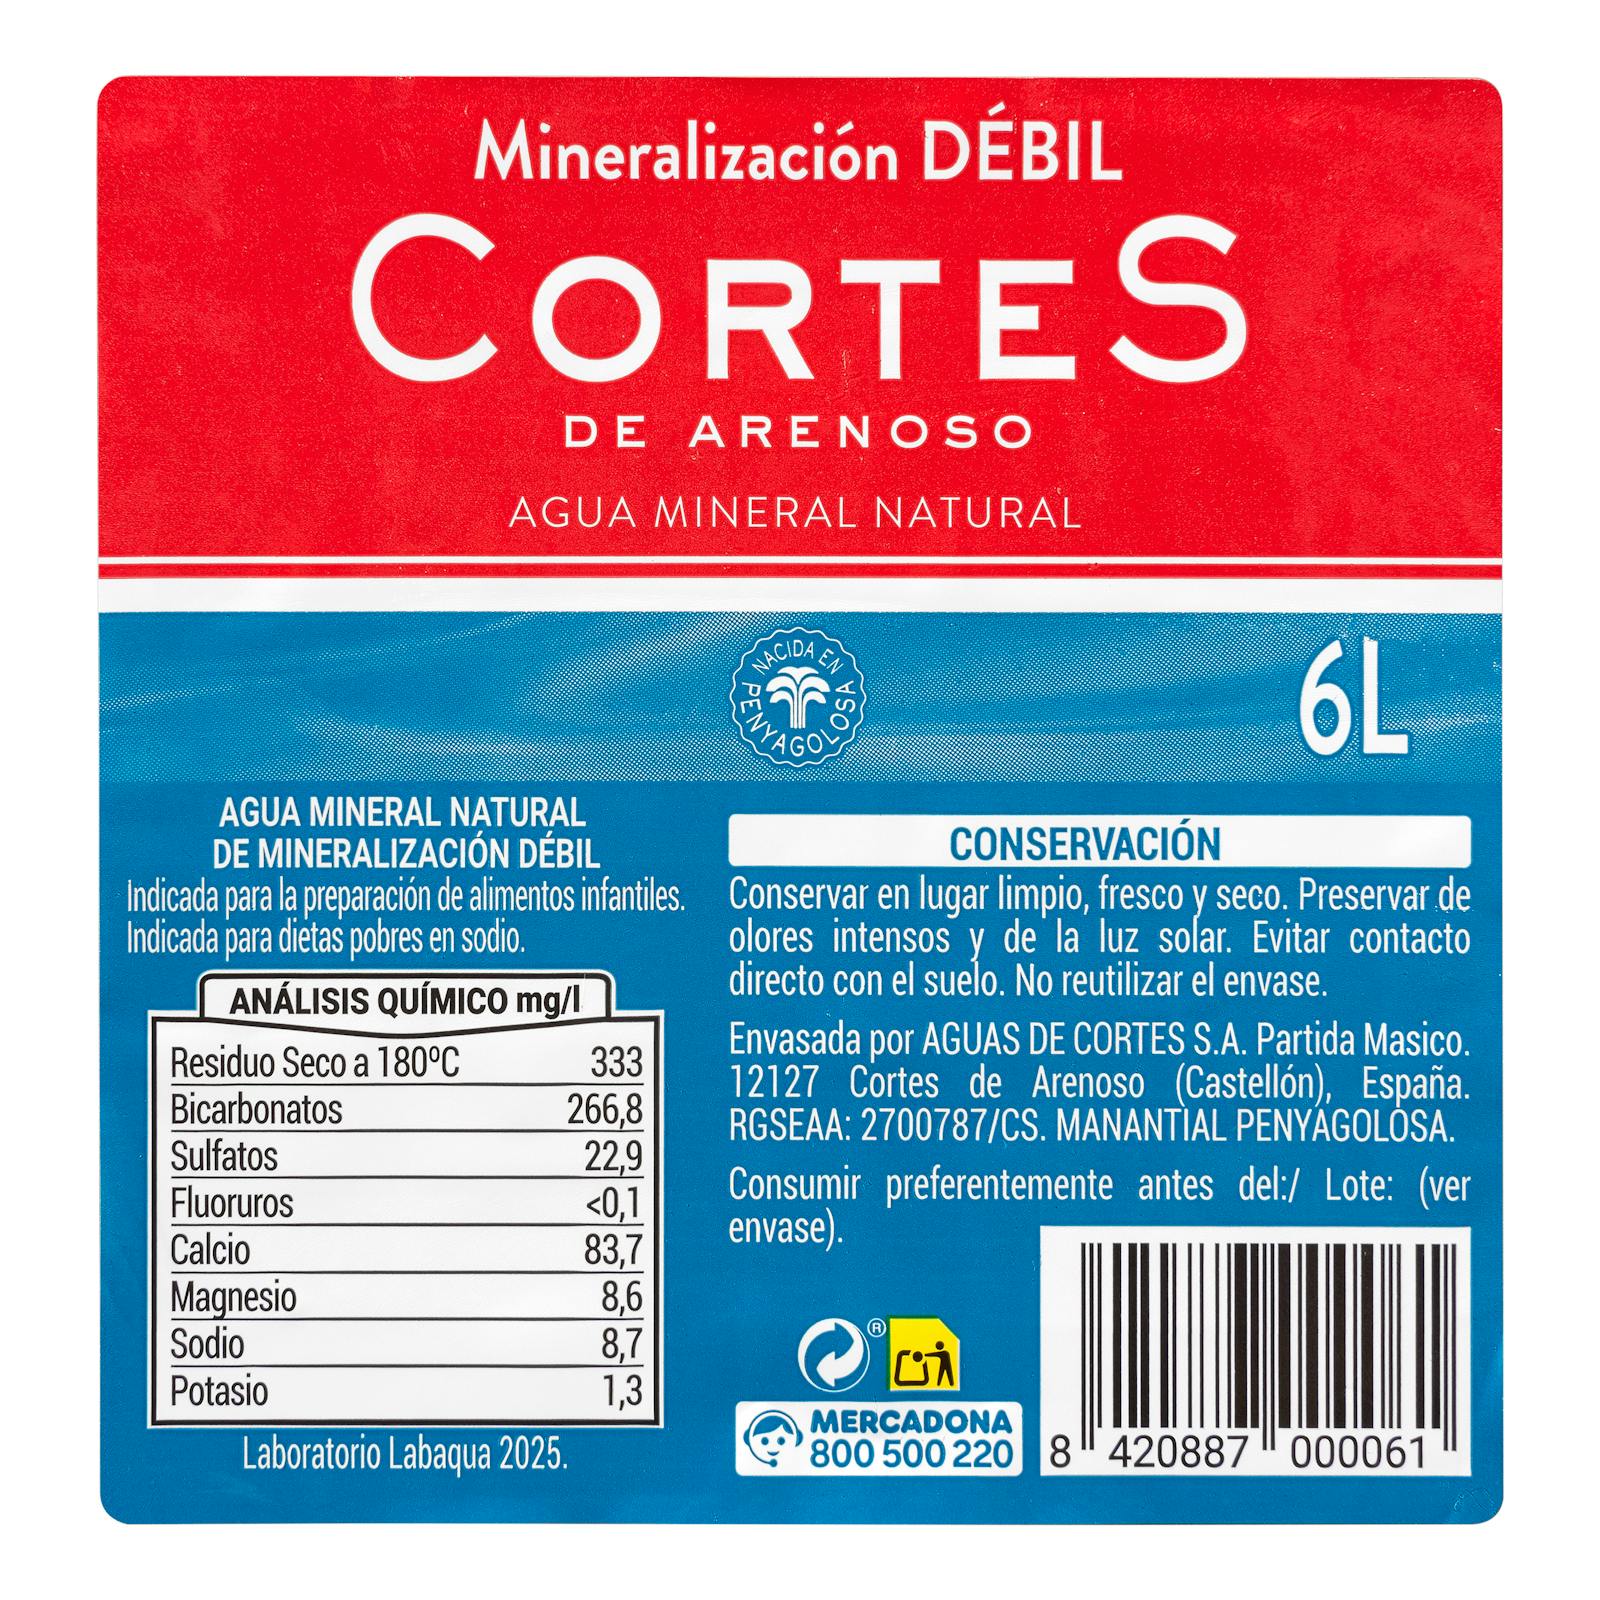 Mineralización DÉBIL
CORTES
DE ARENOSO
AGUA MINERAL NATURAL
NACIDA EN
PENYAGOLOSA
6L
AGUA MINERAL NATURAL
DE MINERALIZACIÓN DÉBIL
Indicada para la preparación de alimentos infantiles.
Indicada para dietas pobres en sodio.
ANÁLISIS QUÍMICO mg/l
Residuo Seco a 180ºC 333
Bicarbonatos 266,8
Sulfatos 22,9
Fluoruros <0,1
Calcio 83,7
Magnesio 8,6
Sodio 8,7
Potasio 1,3
Laboratorio Labaqua 2025.
CONSERVACIÓN
Conservar en lugar limpio, fresco y seco. Preservar de
olores intensos y de la luz solar. Evitar contacto
directo con el suelo. No reutilizar el envase.
Envasada por AGUAS DE CORTES S.A. Partida Masico.
12127 Cortes de Arenoso (Castellón), España.
RGSEAA: 2700787/CS. MANANTIAL PENYAGOLOSA.
Consumir preferentemente antes del:/ Lote: (ver
envase).
®
MERCADONA
800 500 220
8 420887 000061